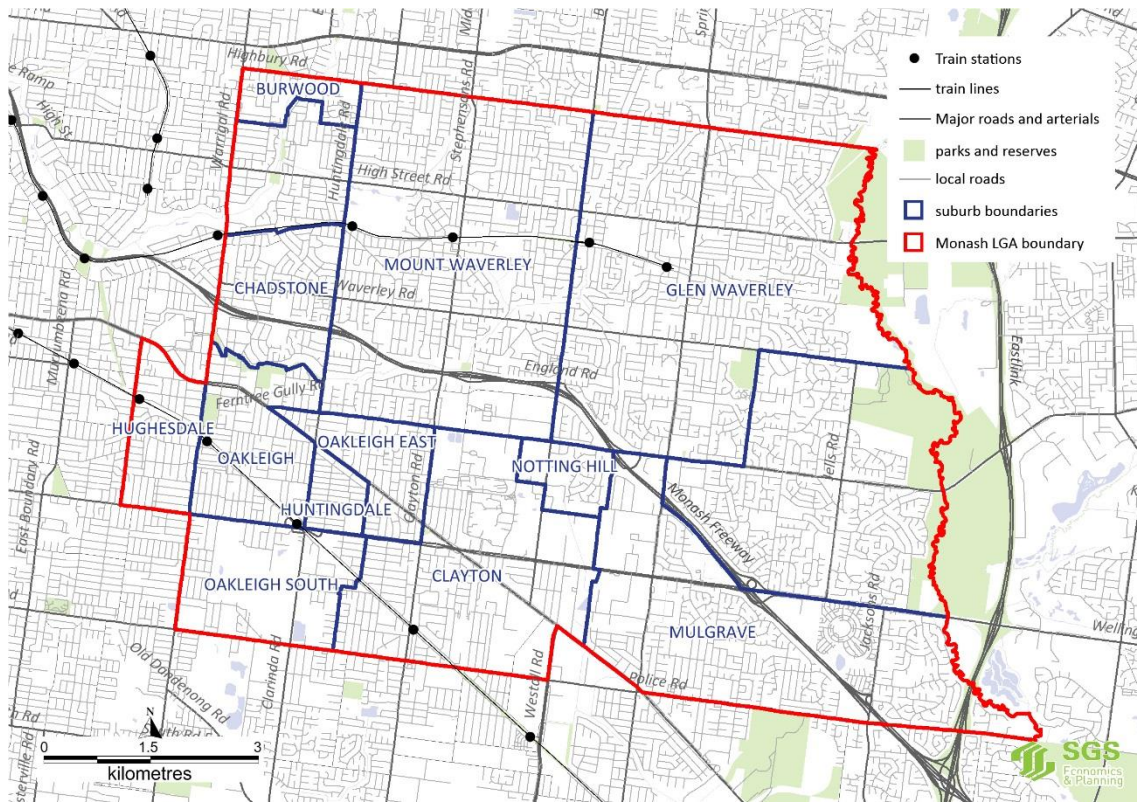 Highbury Rd
BURWOOD
Warrigal Rd
Huntingdale Rd
Stephensons Rd
High St
High Street Rd
MOUNT WAVERLEY
GLEN WAVERLEY
CHADSTONE
Waverley Rd
Murrumbeena Rd
England Rd
Eastlink
Ferntree Gully Rd
HUGHESDALE
OAKLEIGH EAST
OAKLEIGH
NOTTING HILL
Jells Rd
East Boundary Rd
Clayton Rd
HUNTINGDALE
Monash Freeway
OAKLEIGH SOUTH
CLAYTON
MULGRAVE
Jacksons Rd
Clarinda Rd
Old Dandenong Rd
Westall Rd
Police Rd
Train stations
train lines
Major roads and arterials
parks and reserves
local roads
suburb boundaries
Monash LGA boundary
N
0 1.5 3
kilometres
SGS
Economics
& Planning